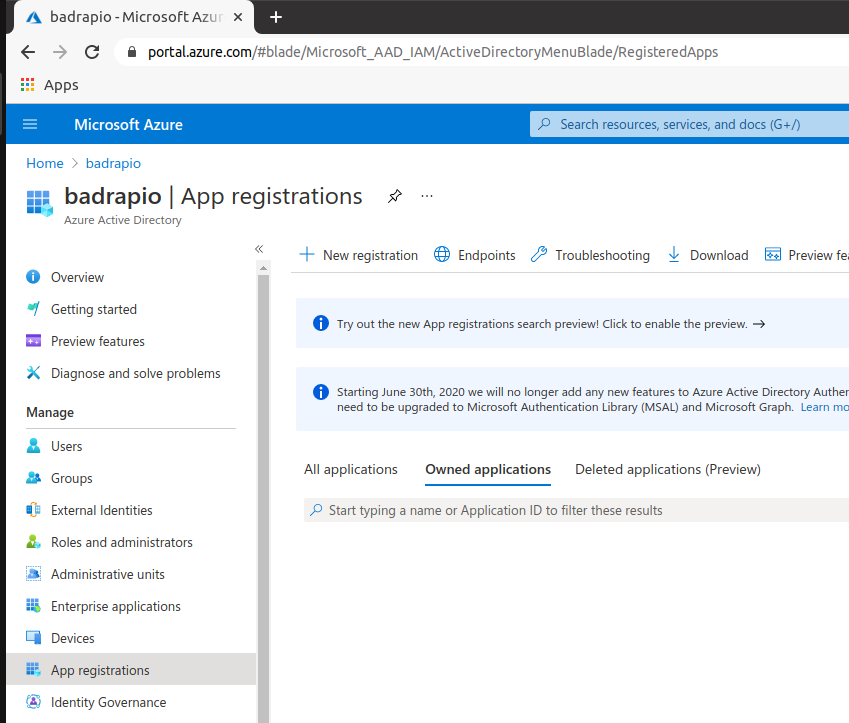 badrapio - Microsoft Azur
portal.azure.com/#blade/Microsoft_AAD_IAM/ActiveDirectoryMenuBlade/RegisteredApps
Apps
Microsoft Azure
Search resources, services, and docs (G+/)
Home > badrapio
badrapio | App registrations
Azure Active Directory
New registration Endpoints Troubleshooting Download Preview fea
Overview
Getting started
Preview features
Diagnose and solve problems
Manage
Users
Groups
External Identities
Roles and administrators
Administrative units
Enterprise applications
Devices
App registrations
Identity Governance
Try out the new App registrations search preview! Click to enable the preview. →
Starting June 30th, 2020 we will no longer add any new features to Azure Active Directory Authen
need to be upgraded to Microsoft Authentication Library (MSAL) and Microsoft Graph. Learn mo
All applications Owned applications Deleted applications (Preview)
Start typing a name or Application ID to filter these results